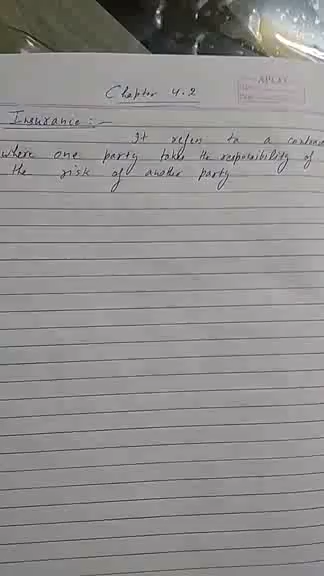 Chapter 4.2
APLAC
Insurance :-
It refers to a contract
where one party takes the responsibility of
the risk of another party